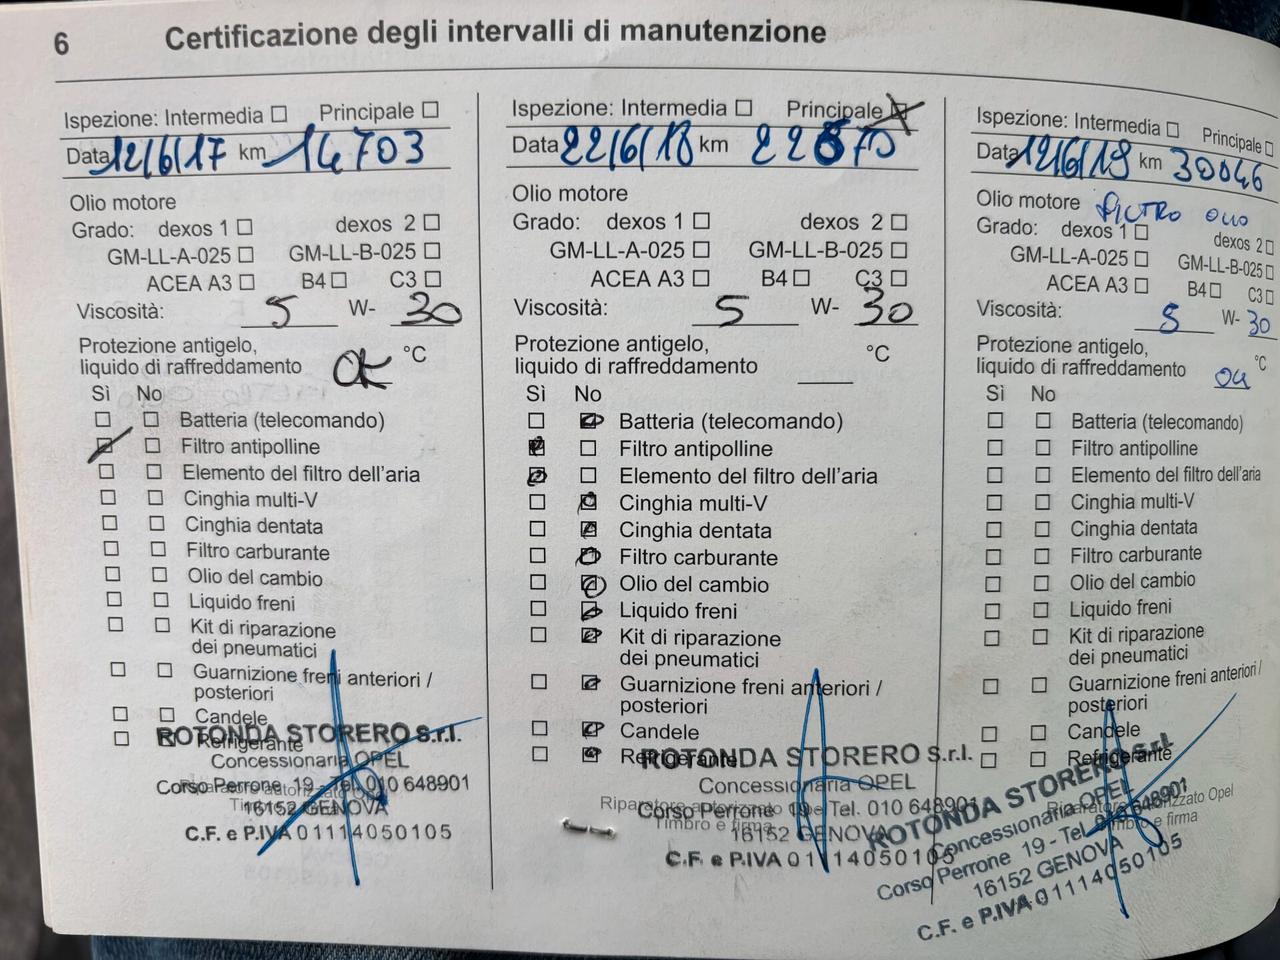 6 Certificazione degli intervalli di manutenzione
Ispezione: Intermedia ☐ Principale ☐
Data 12/6/17 km 14703
Olio motore
Grado: dexos 1 ☐ dexos 2 ☐
GM-LL-A-025 ☐ GM-LL-B-025 ☐
ACEA A3 ☐ B4 ☐ C3 ☐
Viscosità: 5 W- 30
Protezione antigelo,
liquido di raffreddamento OK °C
Sì No
Batteria (telecomando)
Filtro antipolline
Elemento del filtro dell'aria
Cinghia multi-V
Cinghia dentata
Filtro carburante
Olio del cambio
Liquido freni
Kit di riparazione
dei pneumatici
Guarnizione freni anteriori /
posteriori
Candele
Refrigerante
ROTONDA STORERO S.r.l.
Concessionaria OPEL
Corso Perrone 19 Tel. 010 648901
16152 GENOVA
C.F. e P.IVA 01114050105
Ispezione: Intermedia ☐ Principale ☒
Data 22/6/18 km 22870
Olio motore
Grado: dexos 1 ☐ dexos 2 ☐
GM-LL-A-025 ☐ GM-LL-B-025 ☐
ACEA A3 ☐ B4 ☐ C3 ☐
Viscosità: 5 W- 30
Protezione antigelo,
liquido di raffreddamento °C
Sì No
Batteria (telecomando)
Filtro antipolline
Elemento del filtro dell'aria
Cinghia multi-V
Cinghia dentata
Filtro carburante
Olio del cambio
Liquido freni
Kit di riparazione
dei pneumatici
Guarnizione freni anteriori /
posteriori
Candele
Refrigerante
ROTONDA STORERO S.r.l.
Concessionaria OPEL
Riparatore autorizzato
Corso Perrone 19 Tel. 010 648901
Timbro e firma
16152 GENOVA
C.F. e P.IVA 01114050105
Ispezione: Intermedia ☐ Principale ☐
Data 12/6/19 km 30046
Olio motore FILTRO OLIO
Grado: dexos 1 ☐ dexos 2 ☐
GM-LL-A-025 ☐ GM-LL-B-025 ☐
ACEA A3 ☐ B4 ☐ C3 ☐
Viscosità: 5 W- 30
Protezione antigelo,
liquido di raffreddamento °C
Sì No
Batteria (telecomando)
Filtro antipolline
Elemento del filtro dell'aria
Cinghia multi-V
Cinghia dentata
Filtro carburante
Olio del cambio
Liquido freni
Kit di riparazione
dei pneumatici
Guarnizione freni anteriori /
posteriori
Candele
Refrigerante
ROTONDA STORERO S.r.l.
Concessionaria OPEL
Riparatore autorizzato Opel
Corso Perrone 19 - Tel. 010 648901
Timbro e firma
16152 GENOVA
C.F. e P.IVA 01114050105